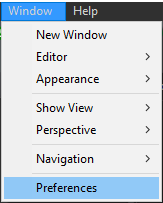 Window Help
New Window
Editor
Appearance
Show View
Perspective
Navigation
Preferences